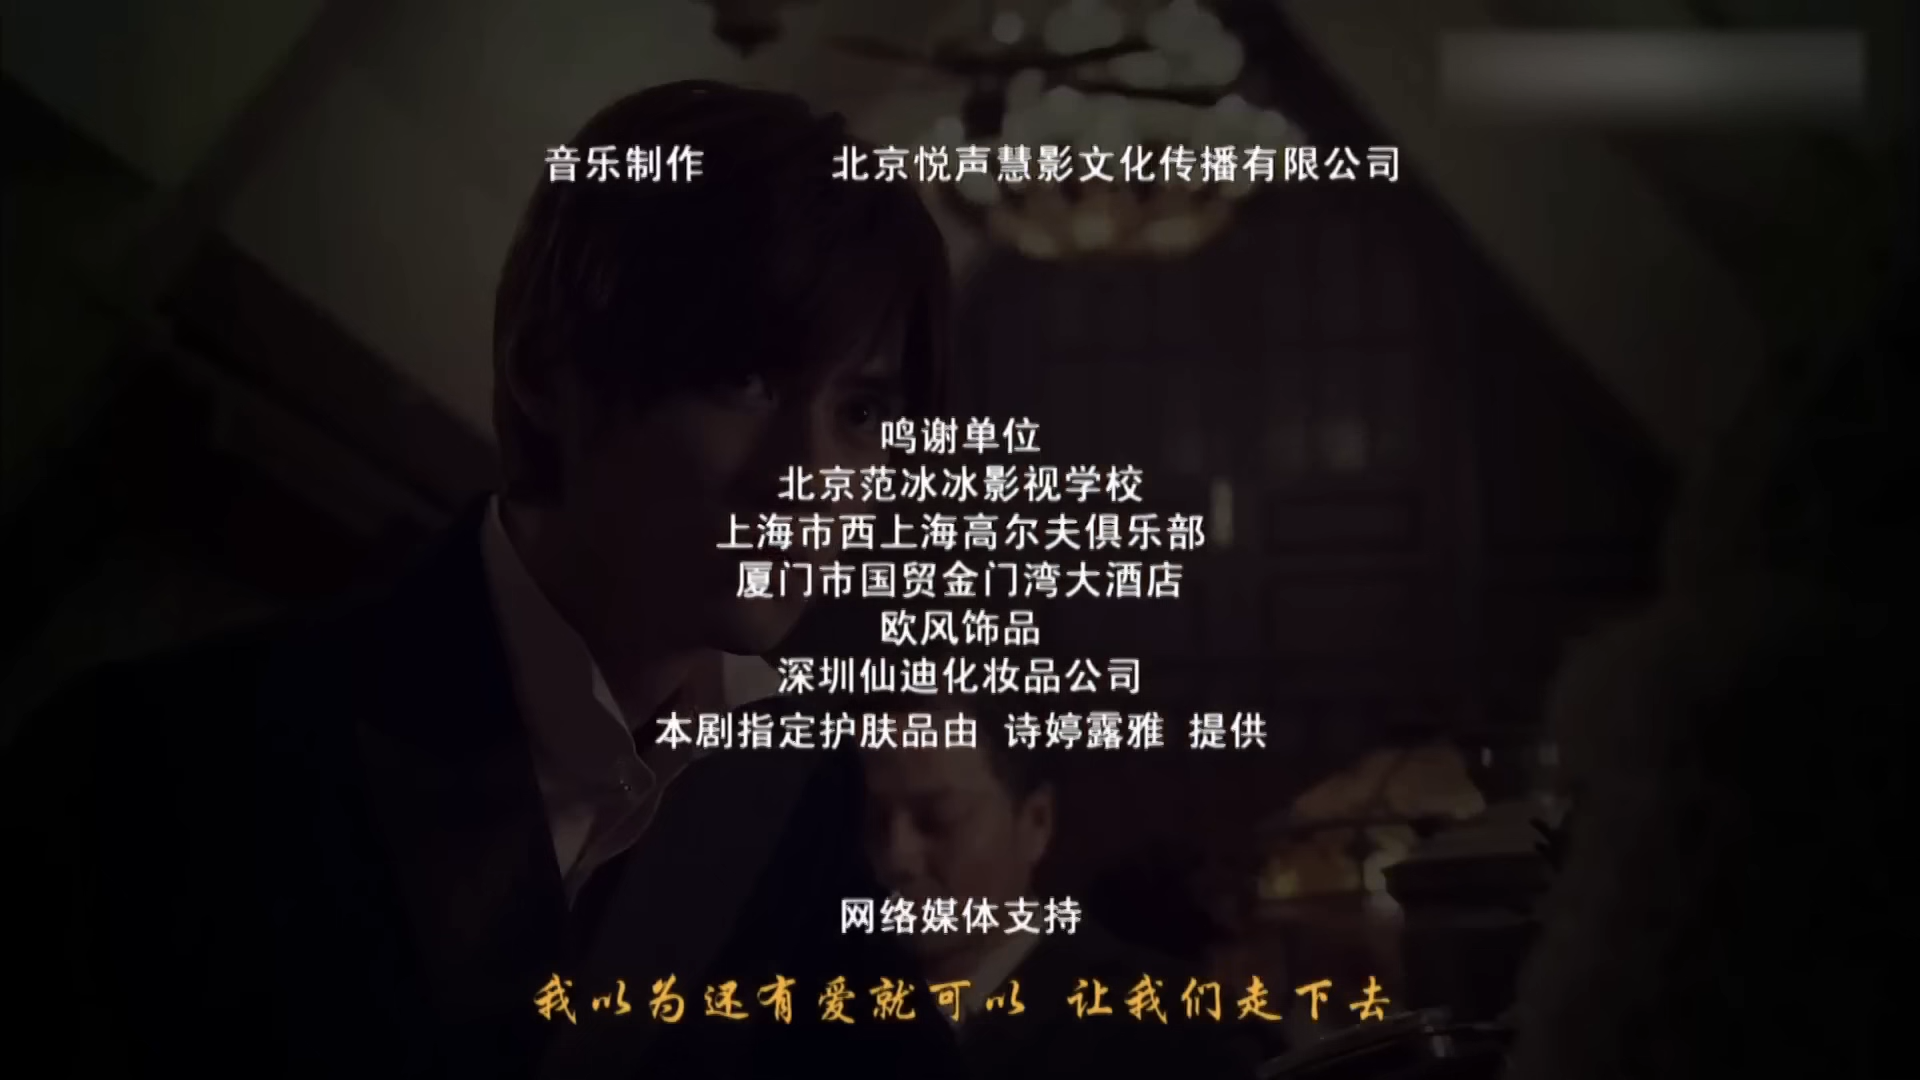 音乐制作 北京悦声慧影文化传播有限公司
鸣谢单位
北京范冰冰影视学校
上海市西上海高尔夫俱乐部
厦门市国贸金门湾大酒店
欧风饰品
深圳仙迪化妆品公司
本剧指定护肤品由 诗婷露雅 提供
网络媒体支持
我以为还有爱就可以 让我们走下去